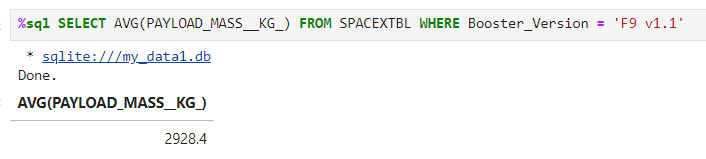 %sql SELECT AVG(PAYLOAD_MASS__KG_) FROM SPACEXTBL WHERE Booster_Version = 'F9 v1.1'
* sqlite:///my_data1.db
Done.
AVG(PAYLOAD_MASS__KG_)
2928.4